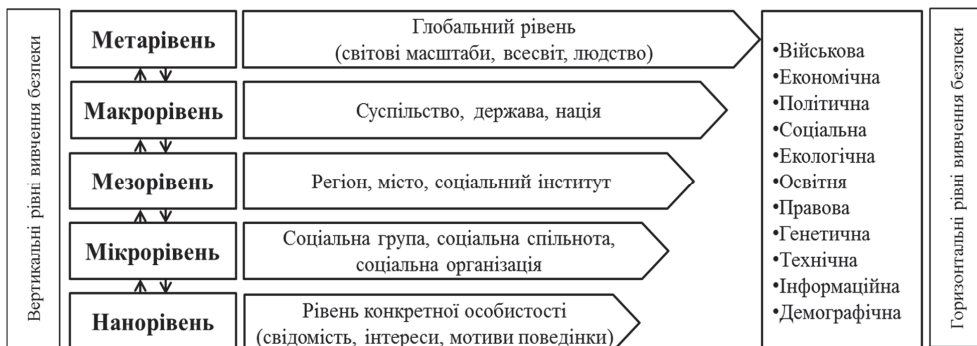 Вертикальні рівні вивчення безпеки
Метарівень
Глобальний рівень
(світові масштаби, всесвіт, людство)
Макрорівень
Суспільство, держава, нація
Мезорівень
Регіон, місто, соціальний інститут
Мікрорівень
Соціальна група, соціальна спільнота,
соціальна організація
Нанорівень
Рівень конкретної особистості
(свідомість, інтереси, мотиви поведінки)
•Військова
•Економічна
•Політична
•Соціальна
•Екологічна
•Освітня
•Правова
•Генетична
•Технічна
•Інформаційна
•Демографічна
Горизонтальні рівні вивчення безпеки